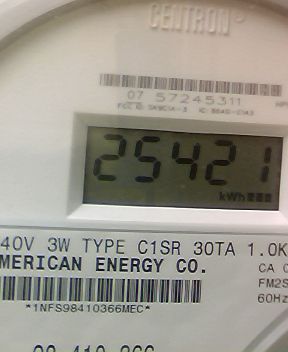 CENTRON
07 57245311
25421
kWh
40V 3W TYPE C1SR 30TA 1.0K
MERICAN ENERGY CO.
CA 0
FM2S
60Hz
*1NFS98410366MEC*